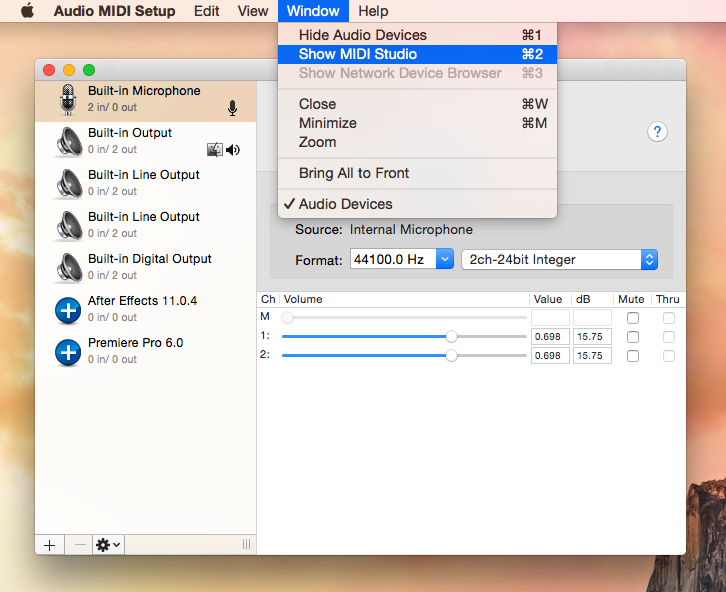 Audio MIDI Setup Edit View Window Help
Hide Audio Devices ⌘1
Show MIDI Studio ⌘2
Show Network Device Browser ⌘3
Close ⌘W
Minimize ⌘M
Zoom
Bring All to Front
✓ Audio Devices
Built-in Microphone
2 in/ 0 out
Built-in Output
0 in/ 2 out
Built-in Line Output
0 in/ 2 out
Built-in Line Output
0 in/ 2 out
Built-in Digital Output
0 in/ 2 out
After Effects 11.0.4
0 in/ 0 out
Premiere Pro 6.0
0 in/ 0 out
?
Source: Internal Microphone
Format: 44100.0 Hz 2ch-24bit Integer
Ch Volume Value dB Mute Thru
M
1: 0.698 15.75
2: 0.698 15.75